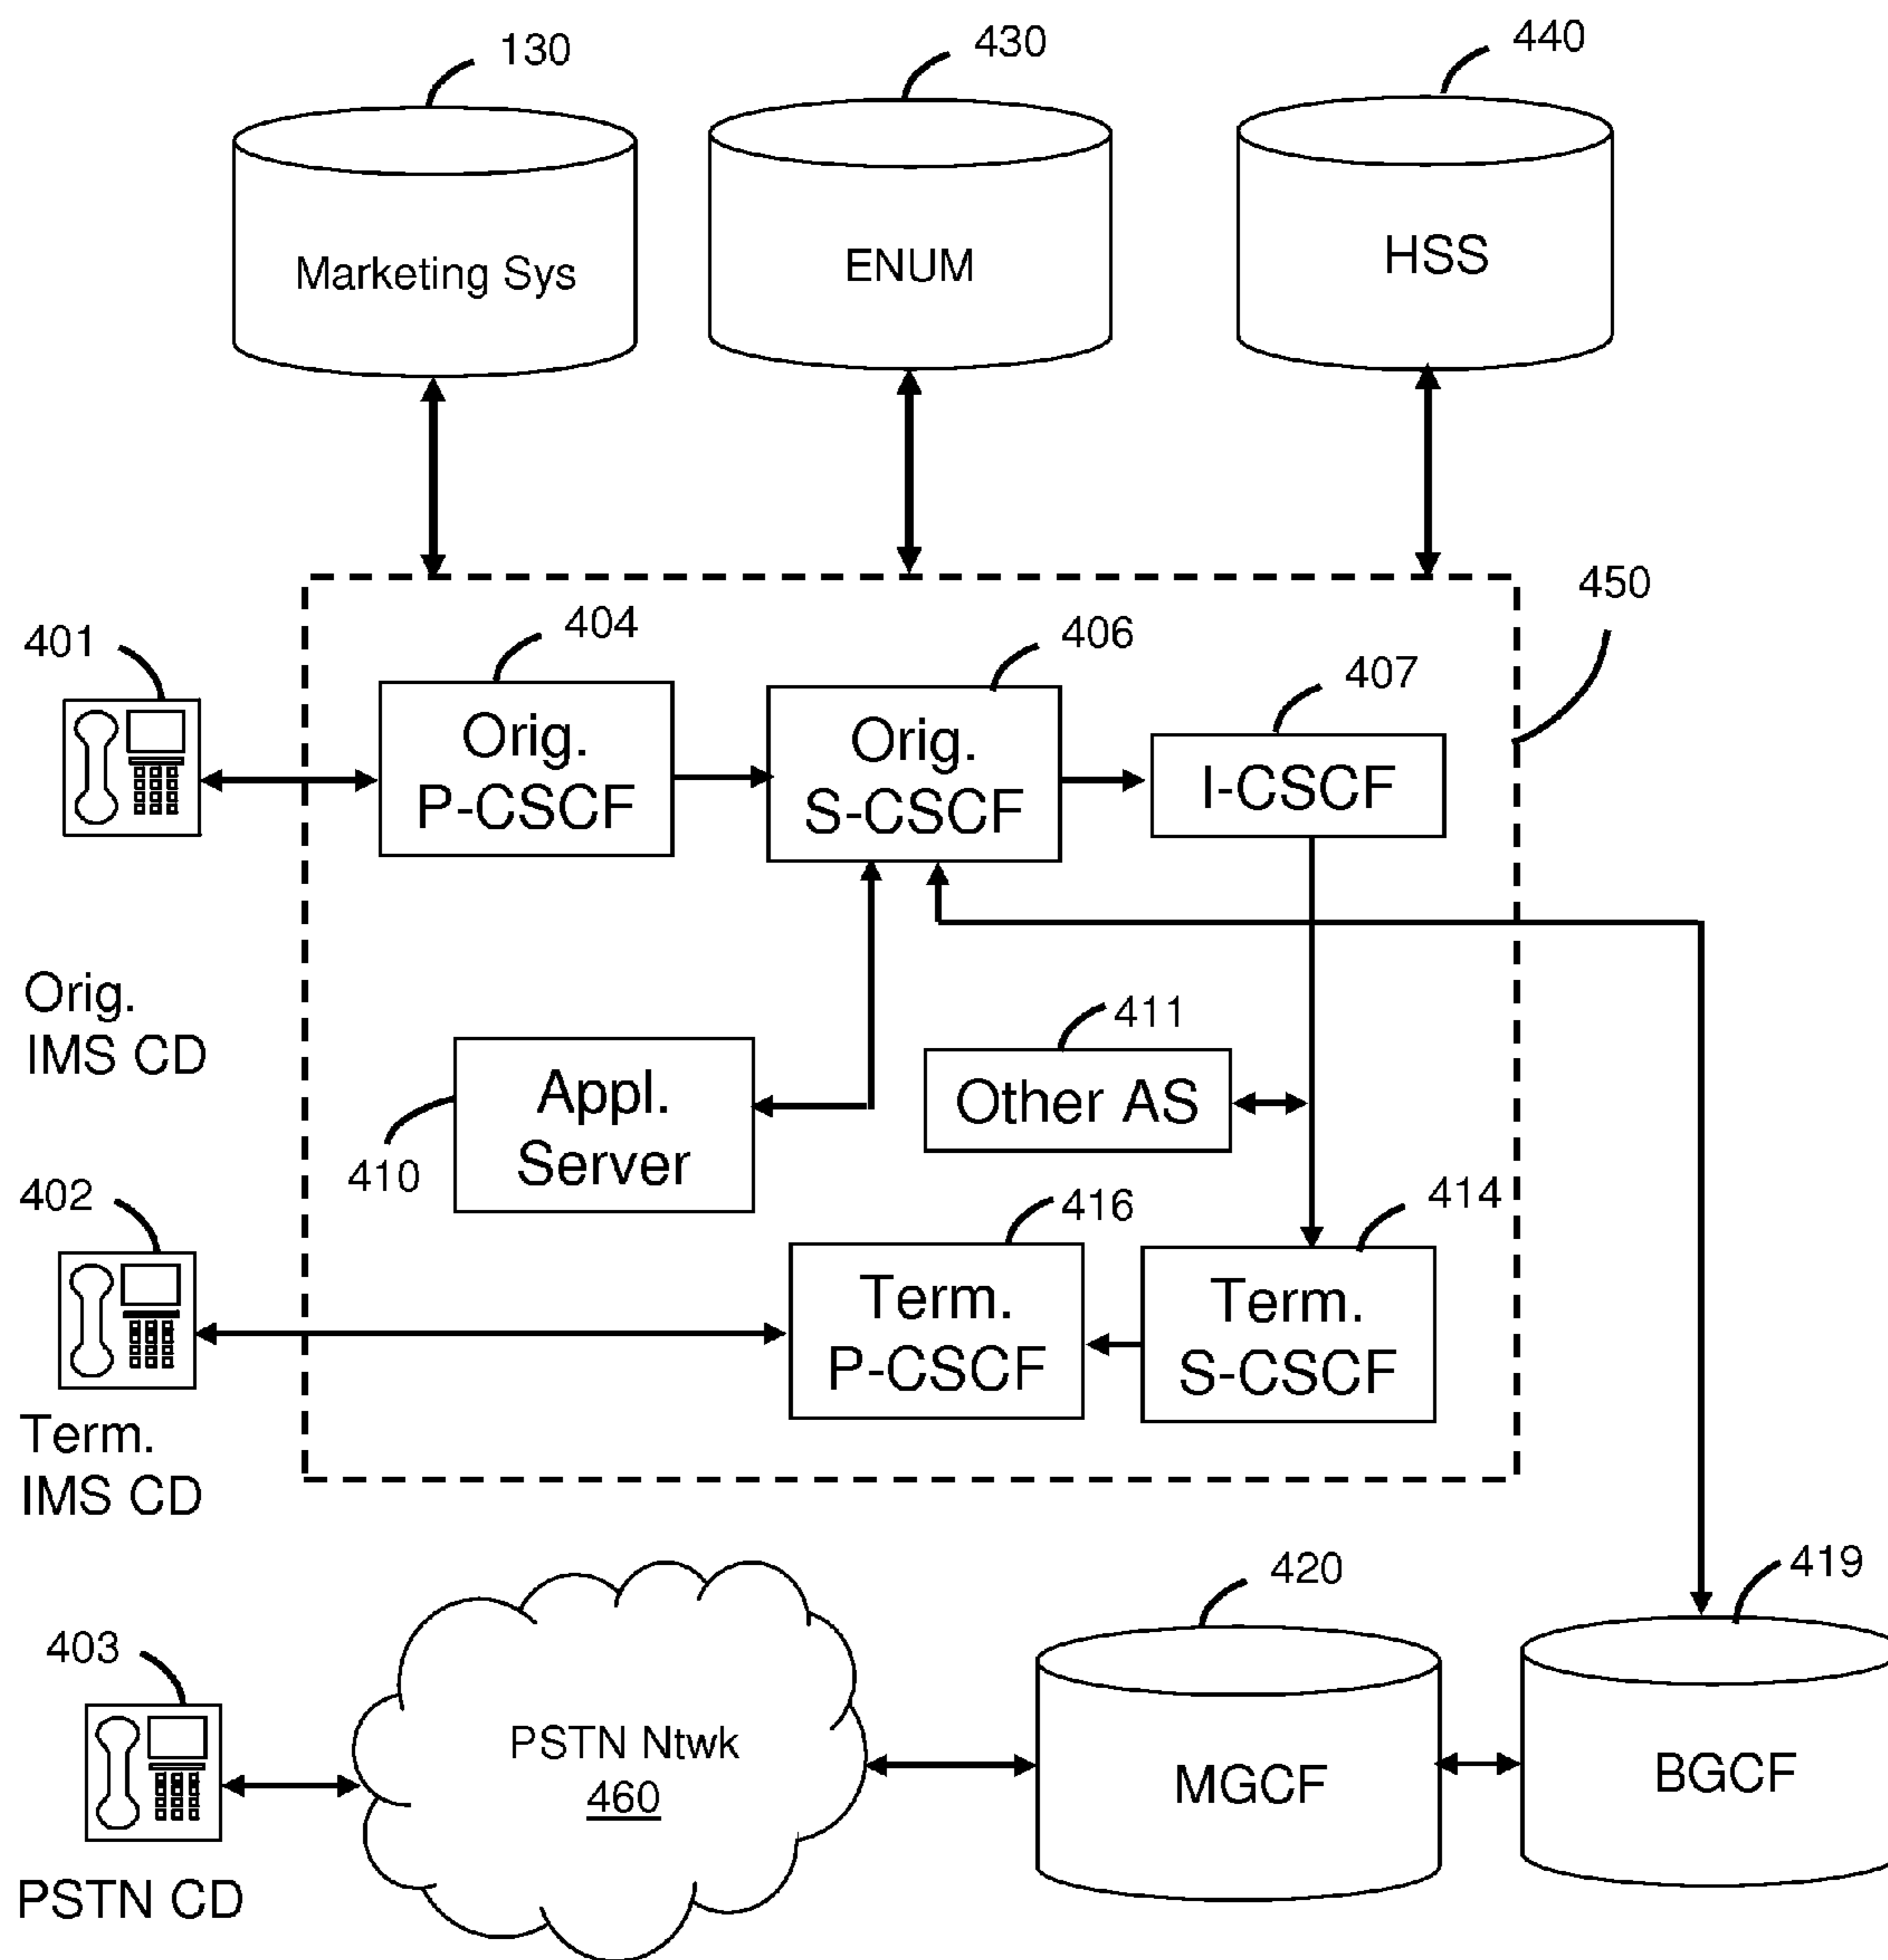 130
430
440
Marketing Sys
ENUM
HSS
450
401
404
406
407
Orig.
P-CSCF
Orig.
S-CSCF
I-CSCF
Orig.
IMS CD
411
Other AS
Appl.
Server
410
402
416
414
Term.
P-CSCF
Term.
S-CSCF
Term.
IMS CD
420
419
403
PSTN Ntwk
460
MGCF
BGCF
PSTN CD